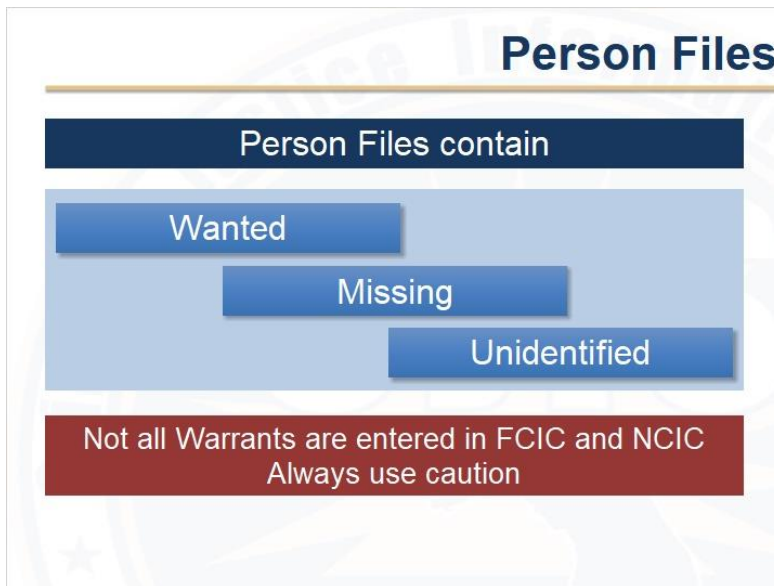 Person Files
Person Files contain
Wanted
Missing
Unidentified
Not all Warrants are entered in FCIC and NCIC
Always use caution